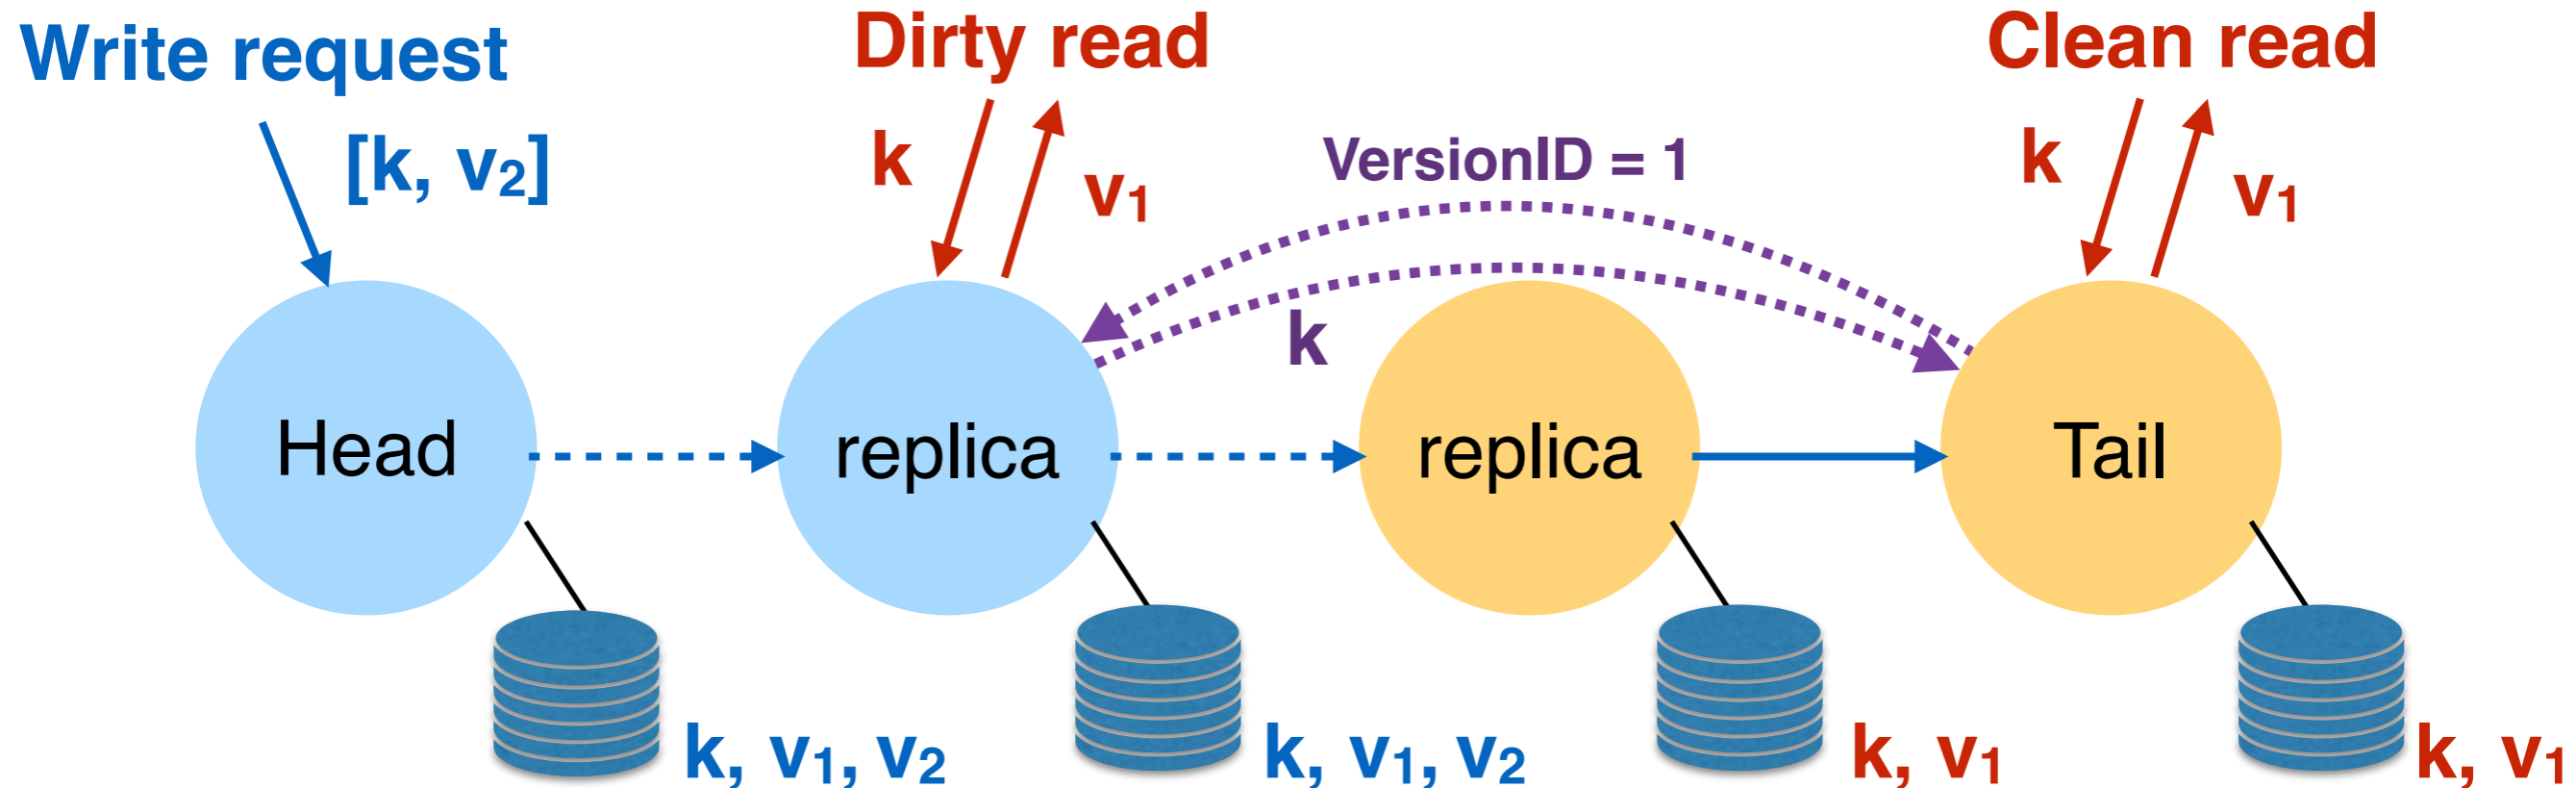 Write request
Dirty read
Clean read
[k, v₂]
k
v₁
VersionID = 1
k
v₁
k
Head
replica
replica
Tail
k, v₁, v₂
k, v₁, v₂
k, v₁
k, v₁